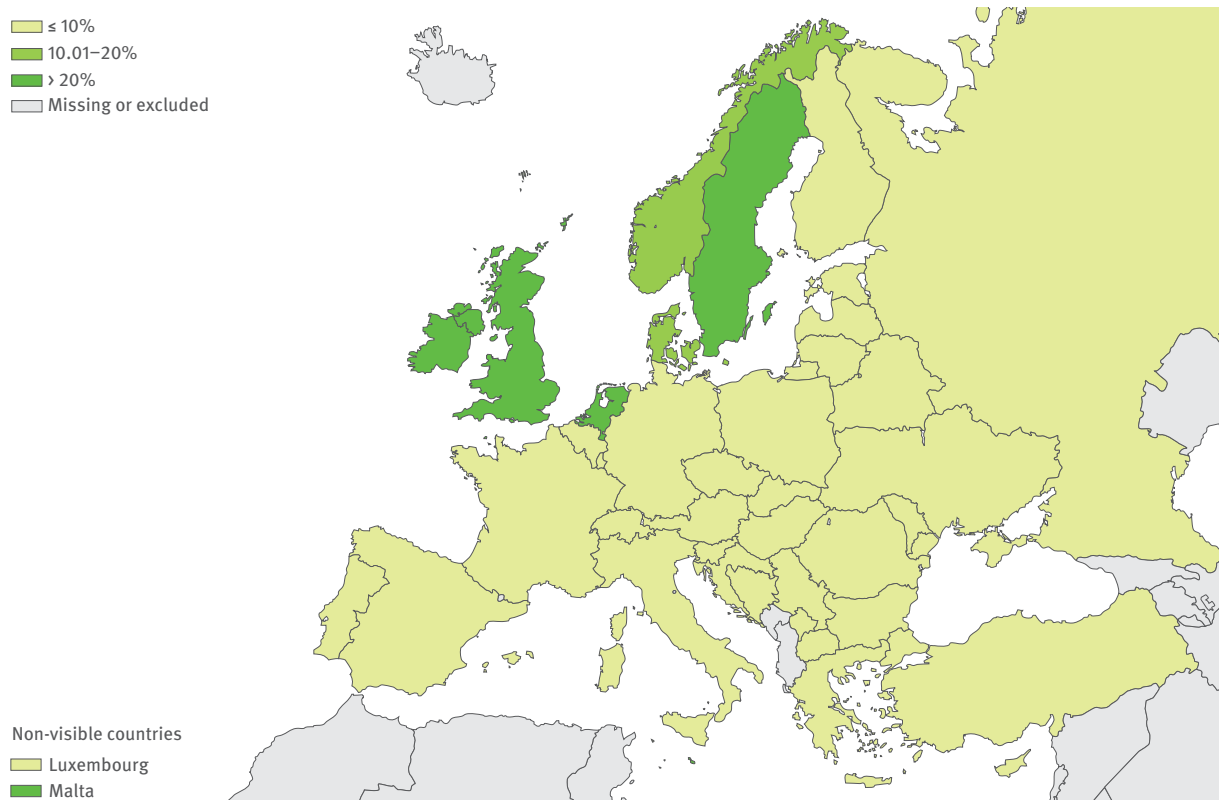 ≤ 10%
10.01–20%
> 20%
Missing or excluded
Non-visible countries
Luxembourg
Malta